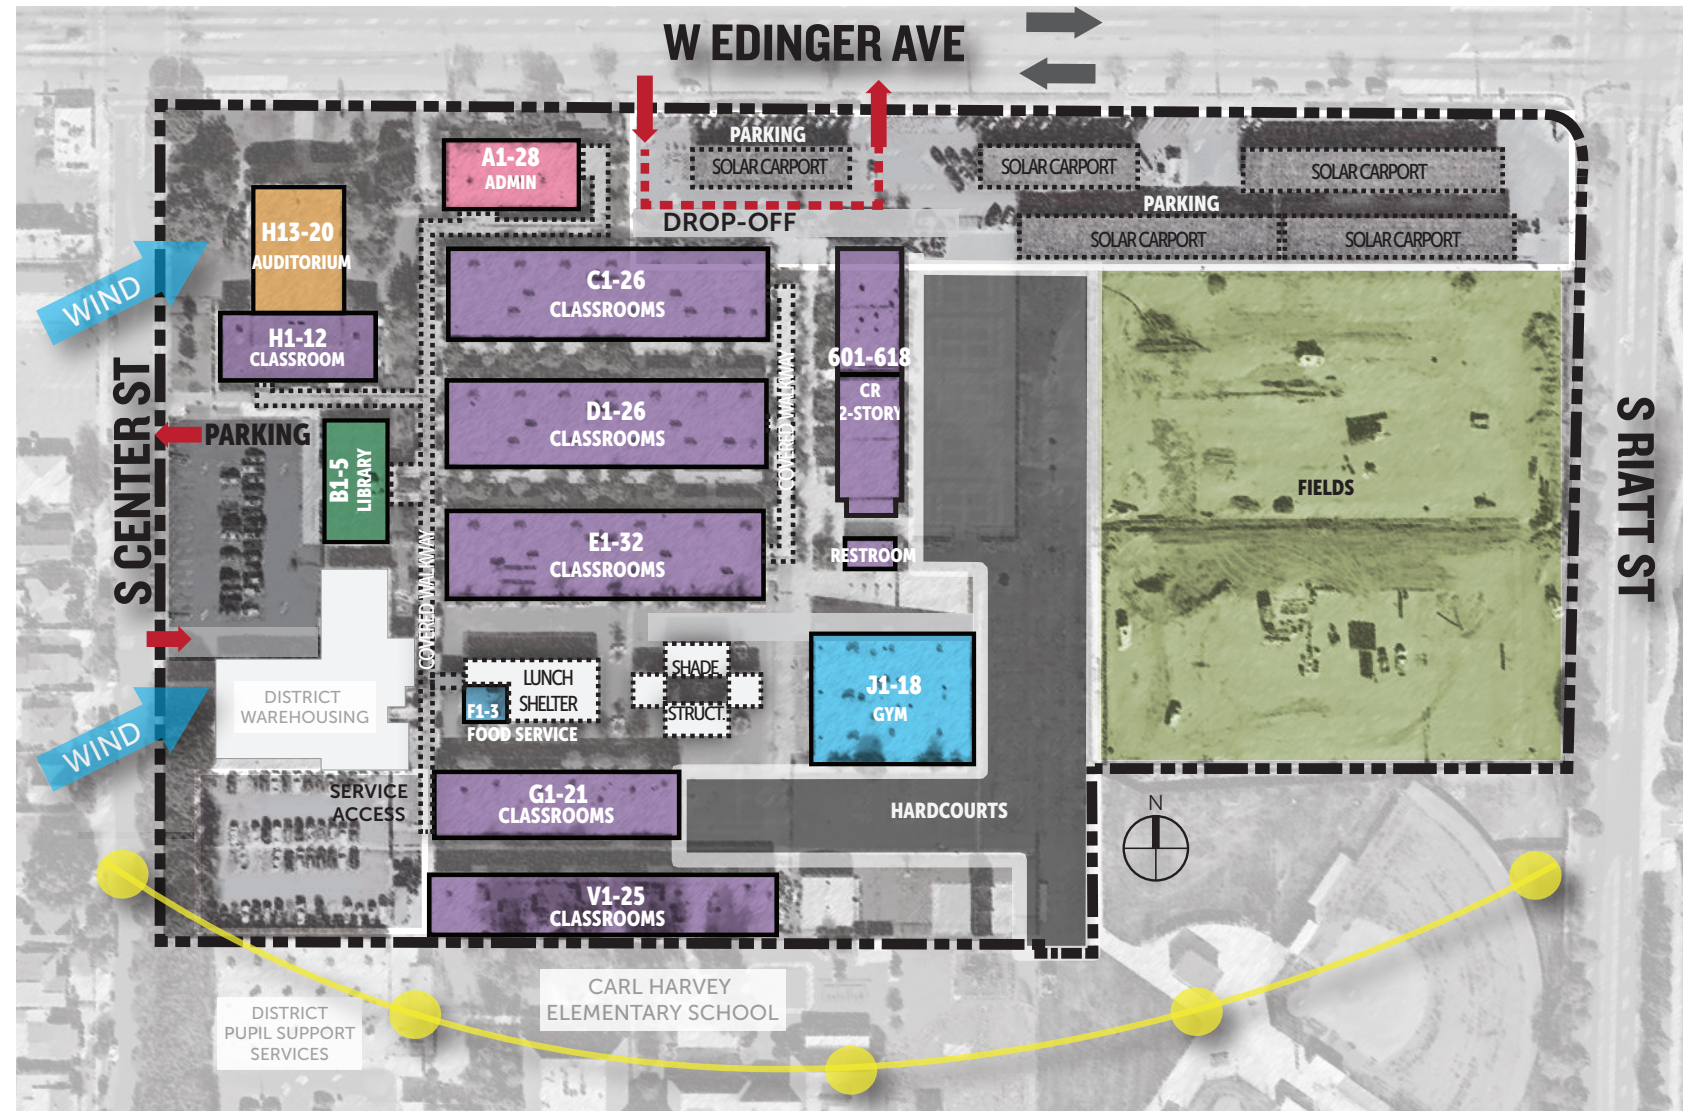 W EDINGER AVE
PARKING
SOLAR CARPORT
SOLAR CARPORT
SOLAR CARPORT
PARKING
SOLAR CARPORT
SOLAR CARPORT
DROP-OFF
A1-28
ADMIN
H13-20
AUDITORIUM
WIND
H1-12
CLASSROOM
C1-26
CLASSROOMS
601-618
CR
2-STORY
COVERED WALKWAY
D1-26
CLASSROOMS
S CENTER ST
PARKING
B1-5
LIBRARY
FIELDS
S RIATT ST
E1-32
CLASSROOMS
RESTROOM
COVERED WALKWAY
LUNCH
SHELTER
F1-3
FOOD SERVICE
SHADE
STRUCT.
J1-18
GYM
DISTRICT
WAREHOUSING
WIND
SERVICE
ACCESS
G1-21
CLASSROOMS
HARDCOURTS
N
V1-25
CLASSROOMS
CARL HARVEY
ELEMENTARY SCHOOL
DISTRICT
PUPIL SUPPORT
SERVICES